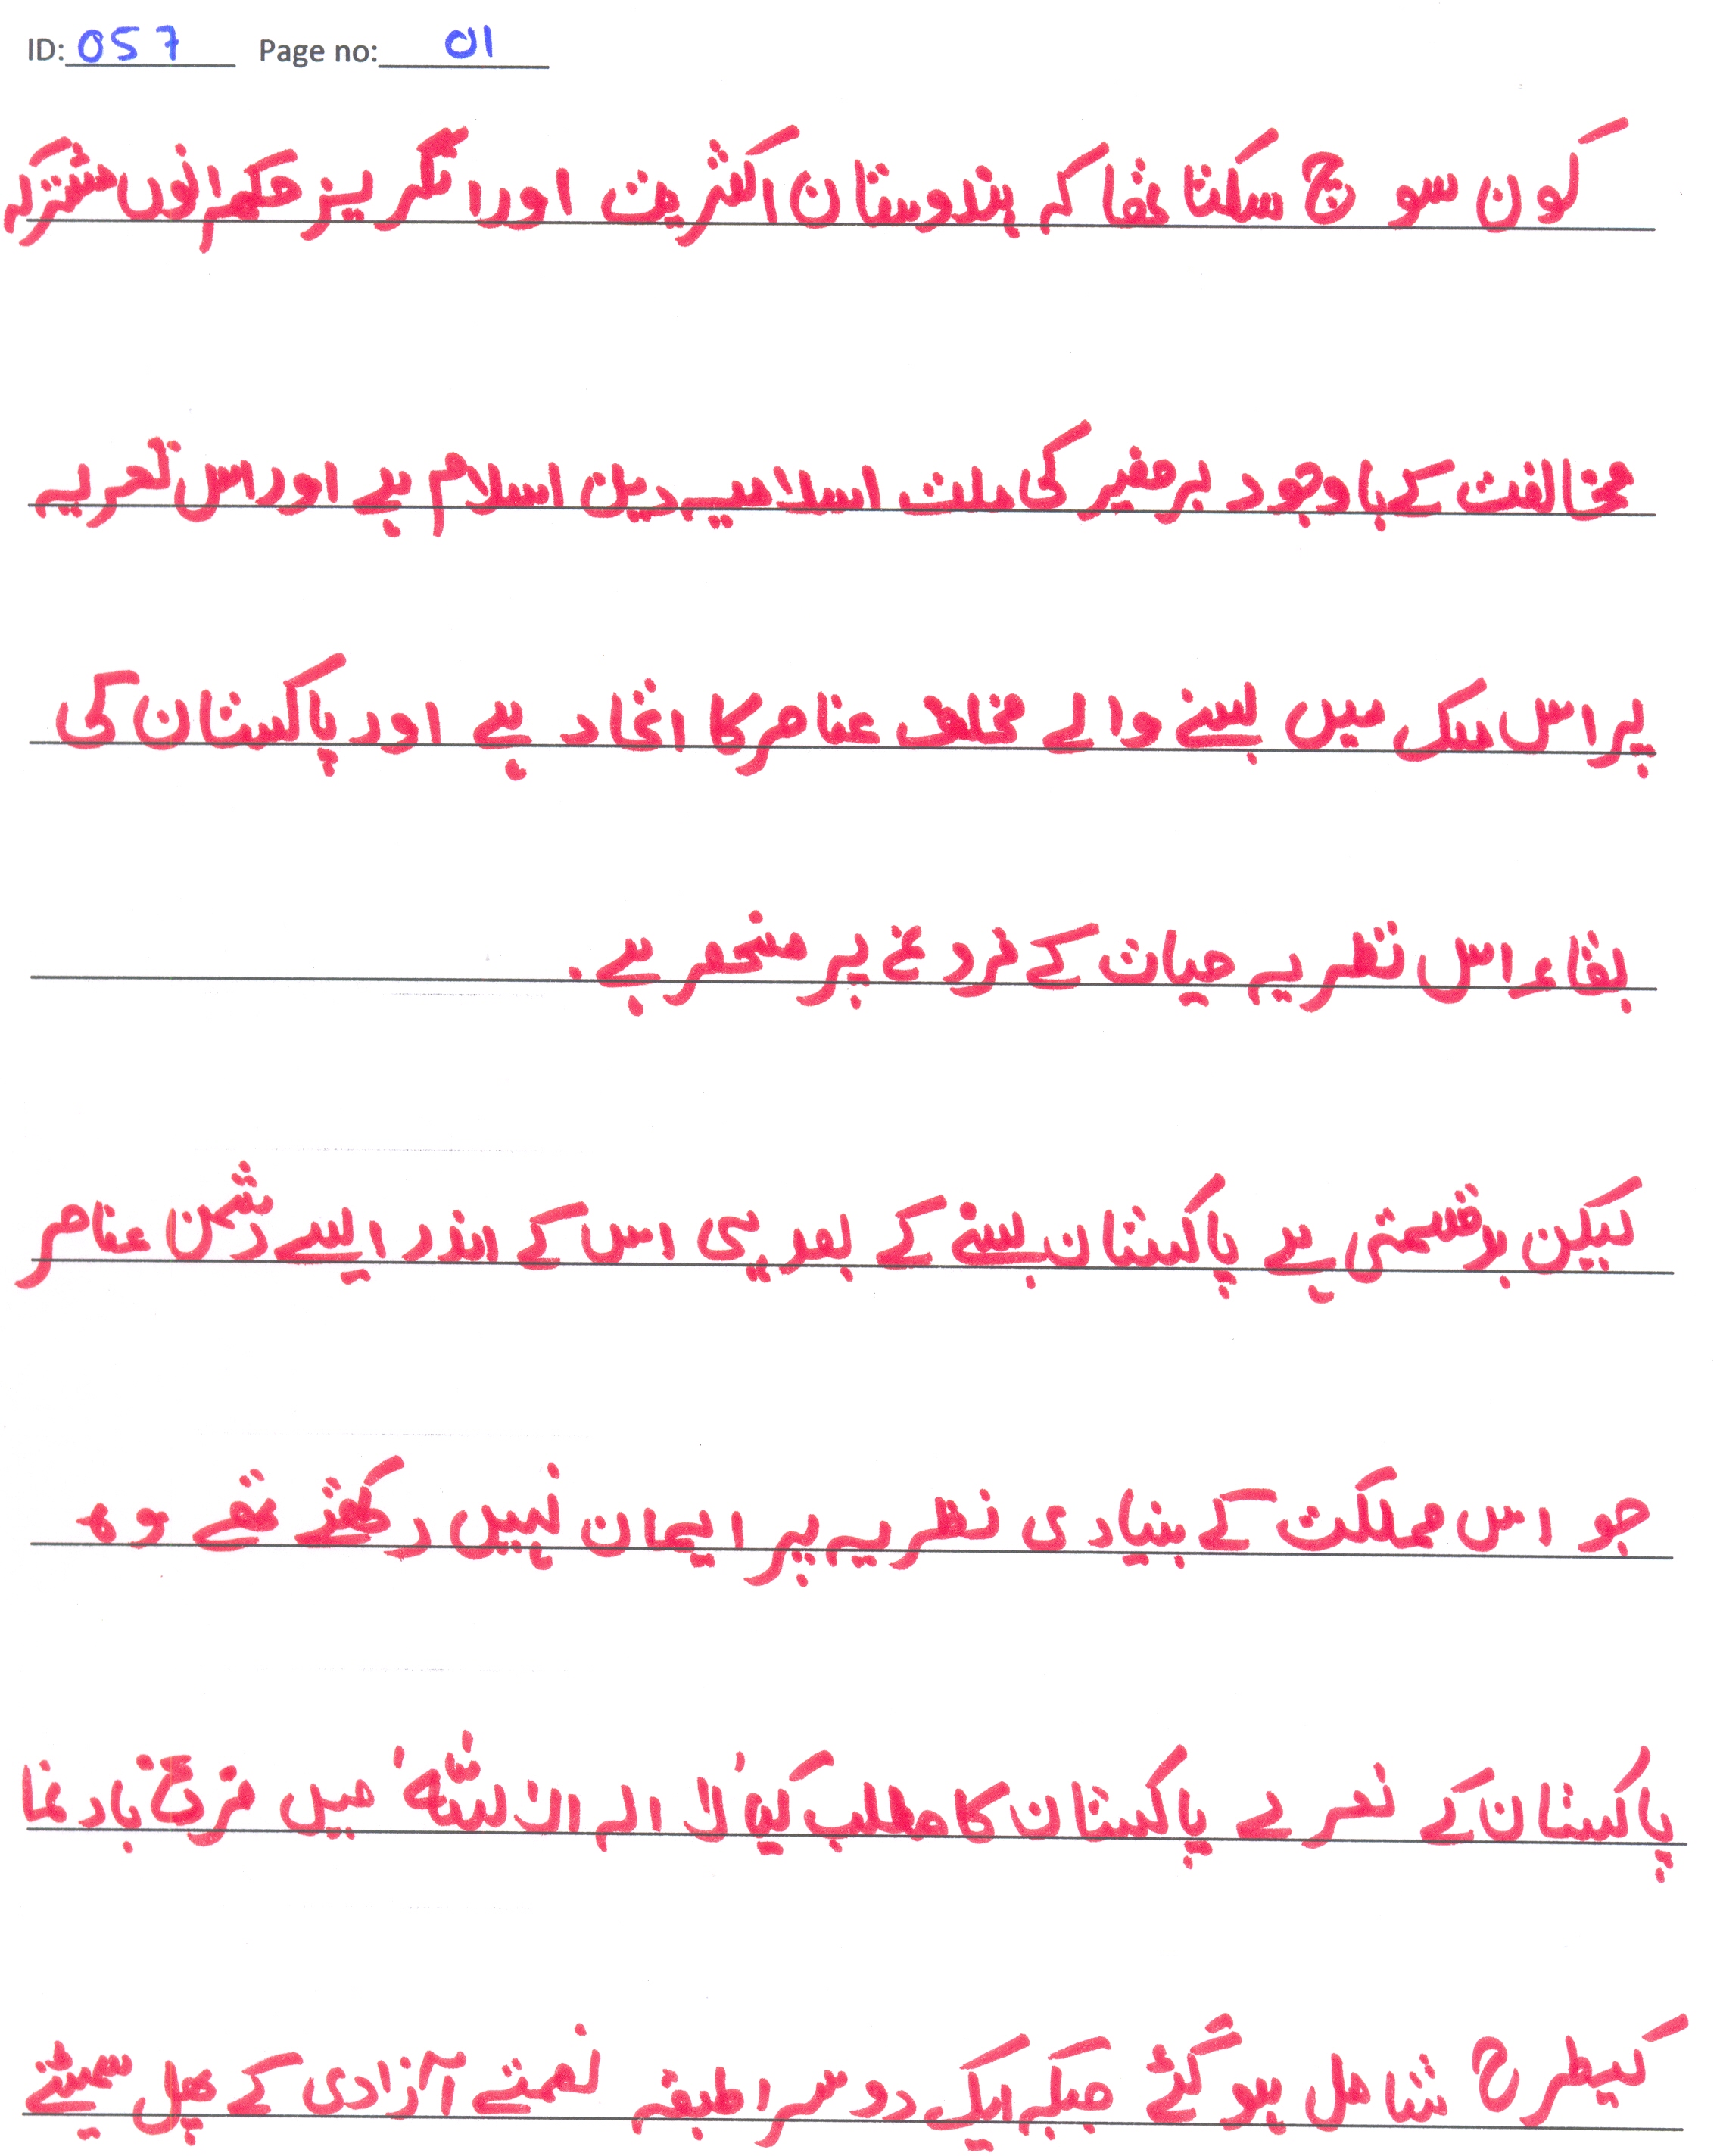 ID: 057 Page no: 01
کون سوچ سکتا تھا کہ ہندوستان اکثریت اور انگریز حکمرانوں مشترکہ
مخالفت کے باوجود برصغیر کی ملت اسلامیہ دین اسلام ہے اور اس نظریہ
پر اس ملک میں بسنے والے مختلف عناصر کا اتحاد ہے اور پاکستان کی
بقاء اس نظریہ حیات کے فروغ پر منحصر ہے.
لیکن بدقسمتی سے پاکستان بننے کے بعد ہی اس کے اندر ایسے دشمن عناصر
جو اس مملکت کے بنیادی نظریہ پر ایمان نہیں رکھتے تھے وہ
پاکستان کے نعرے پاکستان کا مطلب کیا لا الہ الا اللہ میں باد نما
کیطرح شامل ہو گئے جبکہ ایک دوسرا طبقہ نعمتے آزادی کے پھل سمیٹنے